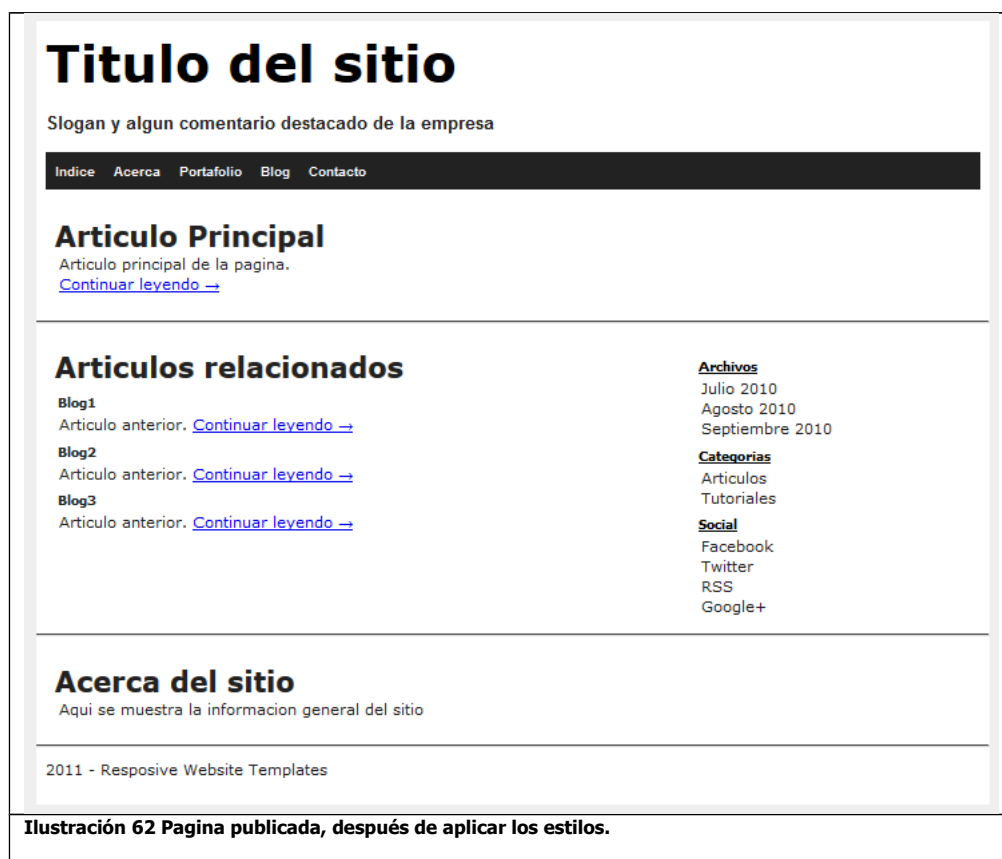 Titulo del sitio
Slogan y algun comentario destacado de la empresa
Indice Acerca Portafolio Blog Contacto
Articulo Principal
Articulo principal de la pagina.
Continuar leyendo →
Articulos relacionados
Blog1
Articulo anterior. Continuar leyendo →
Blog2
Articulo anterior. Continuar leyendo →
Blog3
Articulo anterior. Continuar leyendo →
Archivos
Julio 2010
Agosto 2010
Septiembre 2010
Categorias
Articulos
Tutoriales
Social
Facebook
Twitter
RSS
Google+
Acerca del sitio
Aqui se muestra la informacion general del sitio
2011 - Resposive Website Templates
Ilustración 62 Pagina publicada, después de aplicar los estilos.